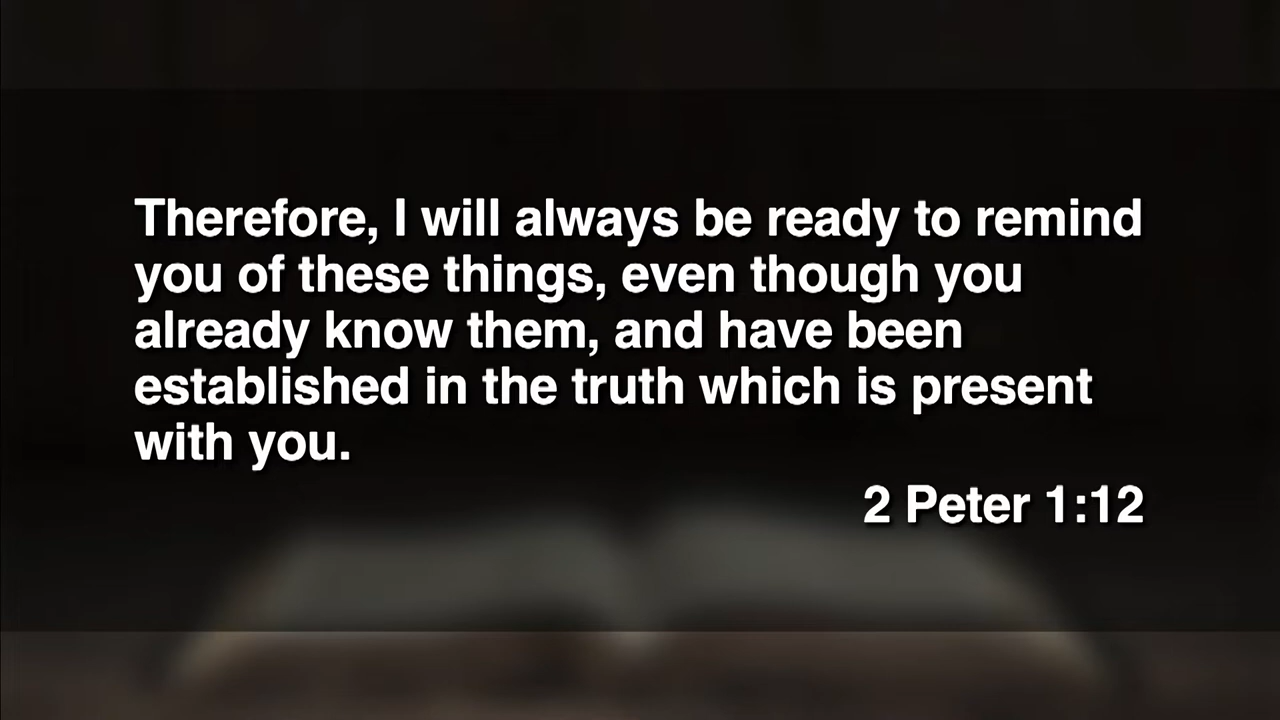 Therefore, I will always be ready to remind
you of these things, even though you
already know them, and have been
established in the truth which is present
with you.
2 Peter 1:12